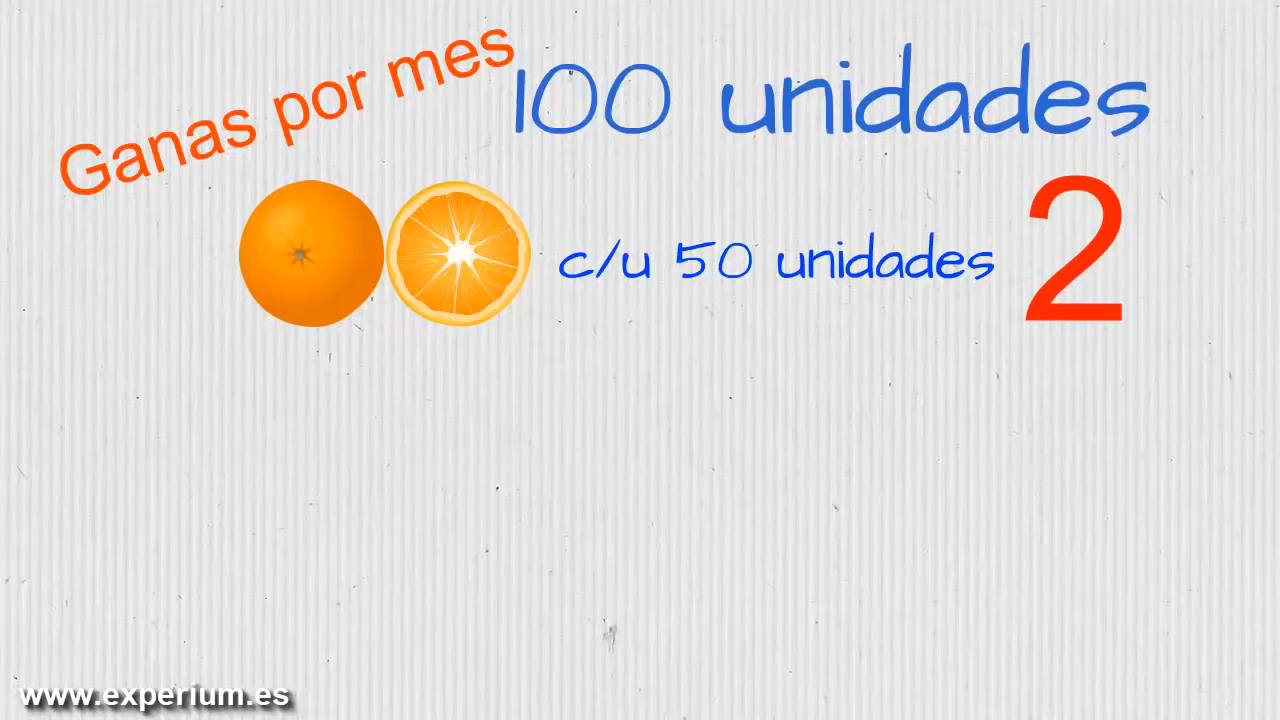 Ganas por mes
100 unidades
c/u 50 unidades
2
www.experium.es